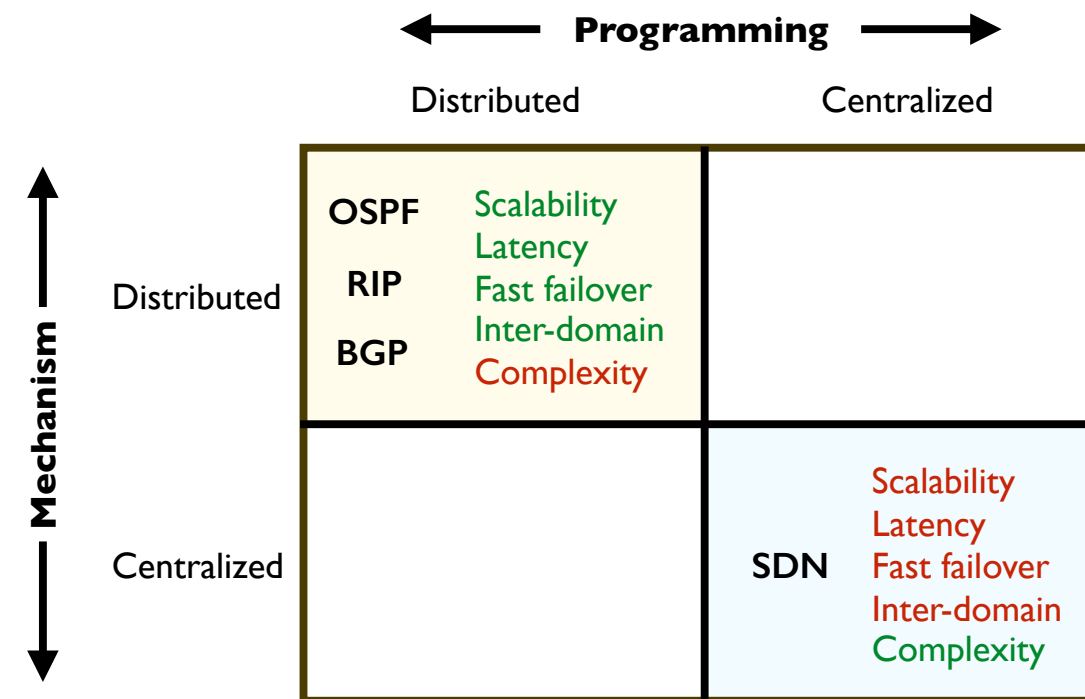 Programming
Distributed Centralized
Mechanism
Distributed
OSPF
RIP
BGP
Scalability
Latency
Fast failover
Inter-domain
Complexity
Centralized
SDN
Scalability
Latency
Fast failover
Inter-domain
Complexity